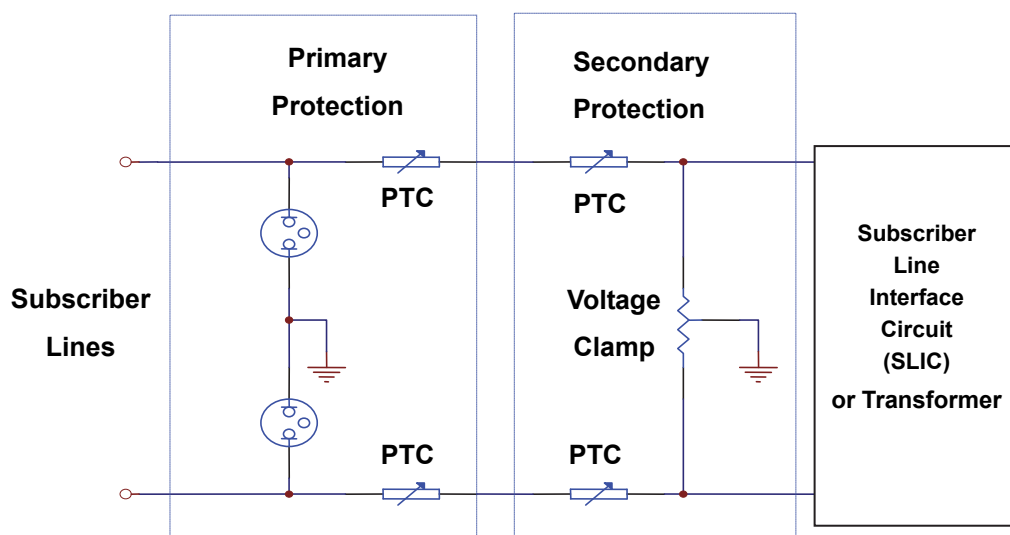 Primary
Protection
Secondary
Protection
PTC
PTC
Subscriber
Lines
Voltage
Clamp
Subscriber
Line
Interface
Circuit
(SLIC)
or Transformer
PTC
PTC